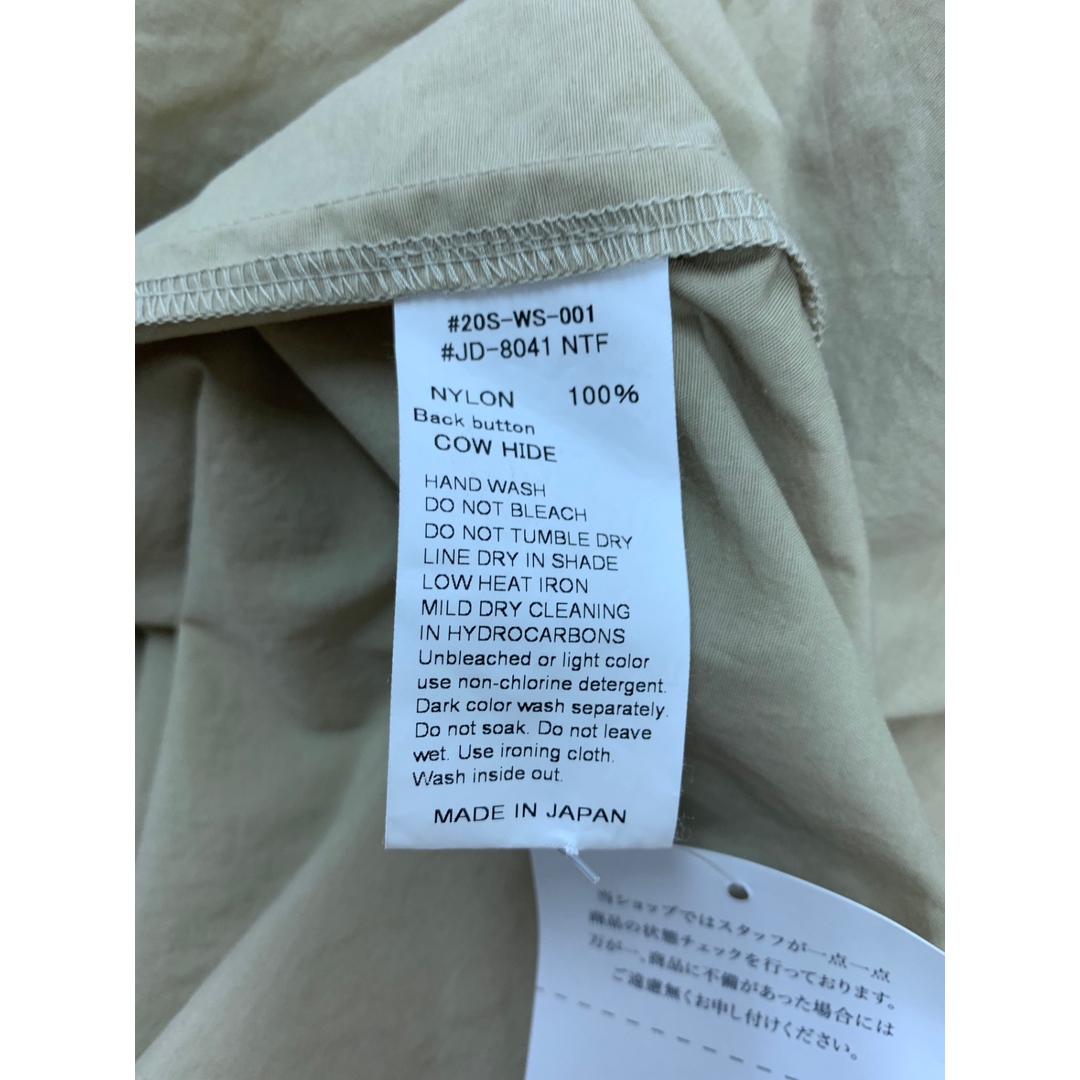 #20S-WS-001
#JD-8041 NTF
NYLON 100%
Back button
COW HIDE
HAND WASH
DO NOT BLEACH
DO NOT TUMBLE DRY
LINE DRY IN SHADE
LOW HEAT IRON
MILD DRY CLEANING
IN HYDROCARBONS
Unbleached or light color
use non-chlorine detergent.
Dark color wash separately.
Do not soak. Do not leave
wet. Use ironing cloth.
Wash inside out.
MADE IN JAPAN
当ショップではスタッフが一点一点
商品の状態チェックを行っております。
万が一、商品に不備があった場合には
ご遠慮無くお申し付けください。